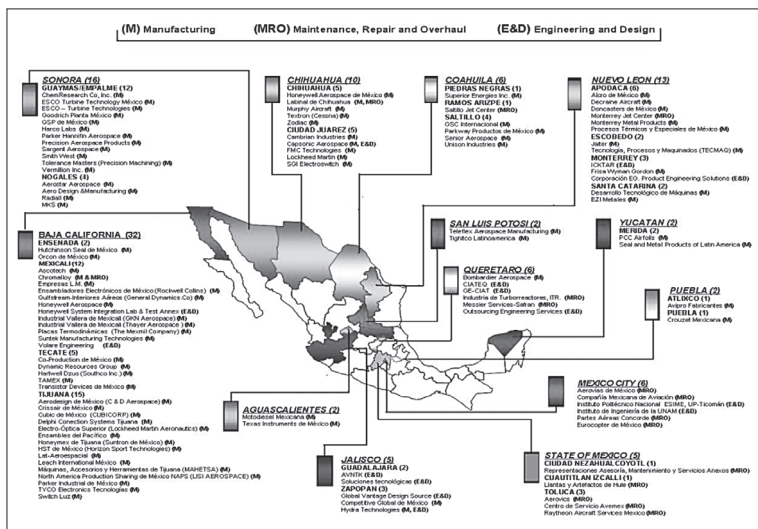 (M) Manufacturing (MRO) Maintenance, Repair and Overhaul (E&D) Engineering and Design
SONORA (16)
GUAYMAS/EMPALME (12)
ChemResearch Co, Inc. (M)
ESCO Turbine Technology México (M)
ESCO – Turbine Technologies (M)
Goodrich Planta México (M)
GSP de México (M)
Harco Labs (M)
Parker Hannifin Aerospace (M)
Precision Aerospace Products (M)
Sargent Aerospace (M)
Smith West (M)
Tolerance Masters (Precision Machining) (M)
Vermillion Inc. (M)
NOGALES (4)
Aerostar Aerospace (M)
Aero Design &Manufacturing (M)
Radiall (M)
MKS (M)
CHIHUAHUA (10)
CHIHUAHUA (5)
Honeywell Aerospace de México (M)
Labinal de Chihuahua (M, MRO)
Murphy Aircraft (M)
Textron (Cessna) (M)
Zodiac (M)
CIUDAD JUAREZ (5)
Cambrian Industries (M)
Capsonic Aerospace (M, E&D)
FMC Technologies (M)
Lockheed Martin (M)
SGI Electroswitch (M)
COAHUILA (6)
PIEDRAS NEGRAS (1)
Superior Energies Inc. (M)
RAMOS ARIZPE (1)
Saltillo Jet Center (MRO)
SALTILLO (4)
GSC Internacional (M)
Parkway Productos de México (M)
Senior Aerospace (M)
Unison Industries (M)
NUEVO LEON (13)
APODACA (6)
Akzo de México (M)
Decraine Aircraft (M)
Doncasters de México (M)
Monterrey Jet Center (MRO)
Monterrey Metal Products (M)
Procesos Térmicos y Especiales de México (M)
ESCOBEDO (2)
Jaiter (M)
Tecnología, Procesos y Maquinados (TECMAQ) (M)
MONTERREY (3)
ICKTAR (E&D)
Frisa Wyman Gordon (M)
Corporación EG. Product Engineering Solutions (E&D)
SANTA CATARINA (2)
Desarrollo Tecnológico de Máquinas (M)
EZI Metales (M)
BAJA CALIFORNIA (32)
ENSENADA (2)
Hutchinson Seal de México (M)
Orcon de México (M)
MEXICALI (12)
Ascotech (M)
Chromalloy (M & MRO)
Empresas L.M. (M)
Ensambladores Electrónicos de México(Rockwell Collins) (M)
Gulfstream-Interiores Aéreas (General Dynamics Co) (M)
Honeywell Aerospace (M)
Honeywell System Integration Lab & Test Annex (E&D)
Industrial Vallera de Mexicali (GKN Aerospace) (M)
Industrial Vallera de Mexicali (Thayer Aerospace) (M)
Placas Termodinámicas (The Mexmil Company) (M)
Suntek Manufacturing Technologies (M)
Volare Engineering (E&D)
TECATE (5)
Co-Producción de México (M)
Dynamic Resources Group (M)
Hartwell Dzus (Southco Inc.) (M)
TAMEX (M)
Transistor Devices de México (M)
TIJUANA (15)
Aerodesign de México (C & D Aerospace) (M)
Crissair de México (M)
Cubic de México (CUBICORP) (M)
Delphi Conection Systems Tijuana (M)
Electro-Óptica Superior (Lockheed Martin Aeronautics) (M)
Ensambles del Pacífico (M)
Honeymex de Tijuana (Suntron de México) (M)
HST de México (Horizon Sport Technologies) (M)
Lat-Aeroespacial (M)
Leach International México (M)
Máquinas, Accesorios y Herramientas de Tijuana (MAHETSA) (M)
North America Production Sharing de México NAPS (LISI AEROSPACE) (M)
Parker Industrial de México (M)
TYCO Electronics Tecnologías (M)
Switch Luz (M)
SAN LUIS POTOSI (2)
Teleflex Aerospace Manufacturing (M)
Tighitco Latinoamerica (M)
YUCATAN (2)
MERIDA (2)
PCC Airfoils (M)
Seal and Metal Products of Latin America (M)
QUERETARO (6)
Bombardier Aerospace (M)
CIATEQ (E&D)
GE-CIAT (E&D)
Industria de Turborreactores, ITR. (MRO)
Messier Services-Safran (MRO)
Outsourcing Engineering Services (E&D)
PUEBLA (2)
ATLIXCO (1)
Avipro Fabricantes (M)
PUEBLA (1)
Crouzet Mexicana (M)
MEXICO CITY (6)
Aerovías de México (MRO)
Compañía Mexicana de Aviación (MRO)
Instituto Politécnico Nacional ESIME, UP-Ticomán (E&D)
Instituto de Ingeniería de la UNAM (E&D)
Partes Aéreas Concorde (MRO)
Eurocopter de México (MRO)
AGUASCALIENTES (2)
Motodiesel Mexicana (M)
Texas Instruments de México (M)
JALISCO (5)
GUADALAJARA (2)
AVNTK (E&D)
Soluciones tecnológicas (E&D)
ZAPOPAN (3)
Global Vantage Design Source (E&D)
Competitive Global de México (M)
Hydra Technologies (M, E&D)
STATE OF MEXICO (5)
CIUDAD NEZAHUALCOYOTL (1)
Representaciones Asesoría, Mantenimiento y Servicios Anexos (MRO)
CUAUTITLAN IZCALLI (1)
Llantas y Artefactos de Hule (MRO)
TOLUCA (3)
Aerovics (MRO)
Centro de Servicio Avemex (MRO)
Raytheon Aircraft Services Mexico (MRO)